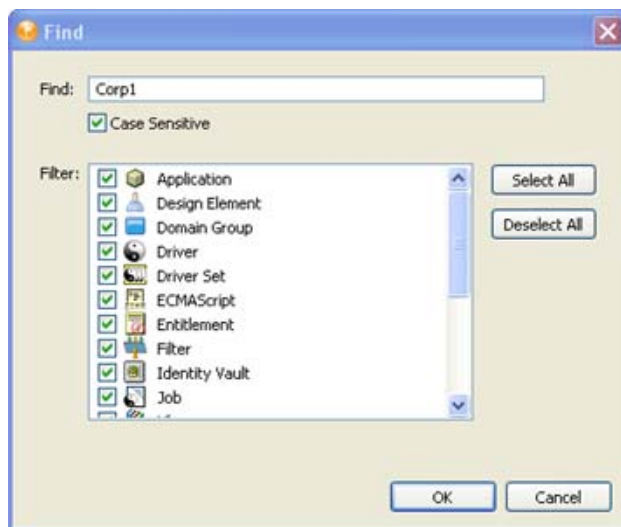 Find
Find: Corp1
Case Sensitive
Filter:
Application
Design Element
Domain Group
Driver
Driver Set
ECMAScript
Entitlement
Filter
Identity Vault
Job
Select All
Deselect All
OK
Cancel